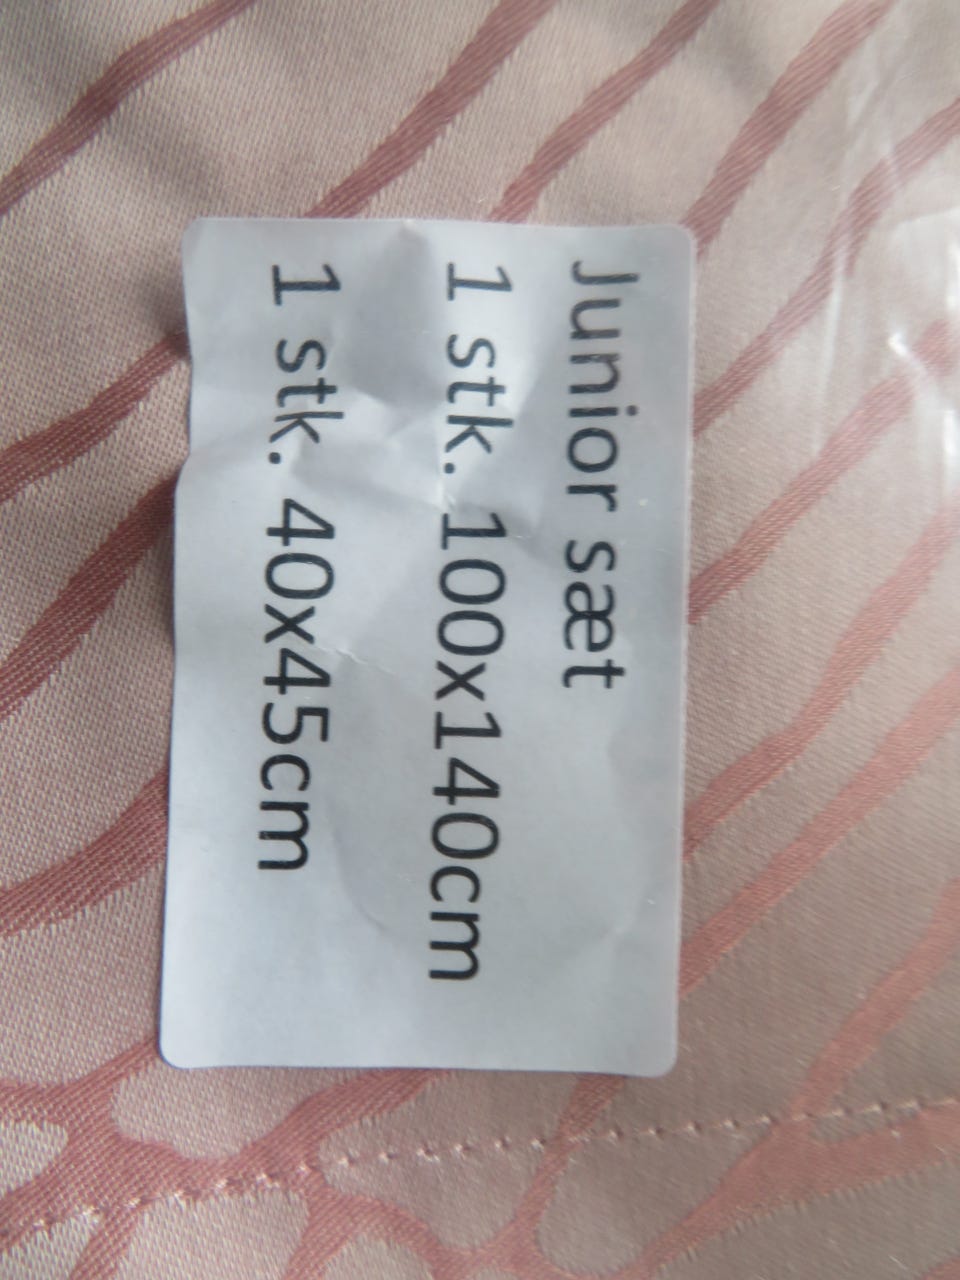 Junior sæt
1 stk. 100x140cm
1 stk. 40x45cm